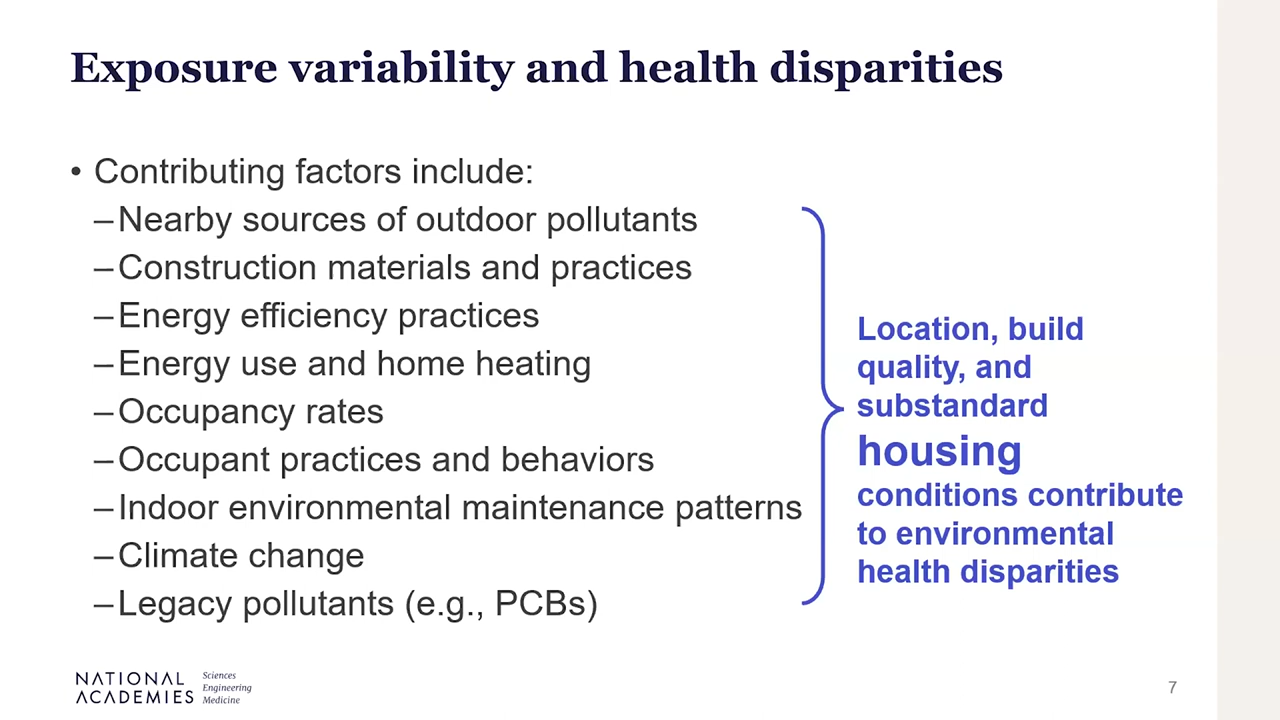 Exposure variability and health disparities
• Contributing factors include:
–Nearby sources of outdoor pollutants
–Construction materials and practices
–Energy efficiency practices
–Energy use and home heating
–Occupancy rates
–Occupant practices and behaviors
–Indoor environmental maintenance patterns
–Climate change
–Legacy pollutants (e.g., PCBs)
Location, build
quality, and
substandard
housing
conditions contribute
to environmental
health disparities
NATIONAL
ACADEMIES
Sciences
Engineering
Medicine
7